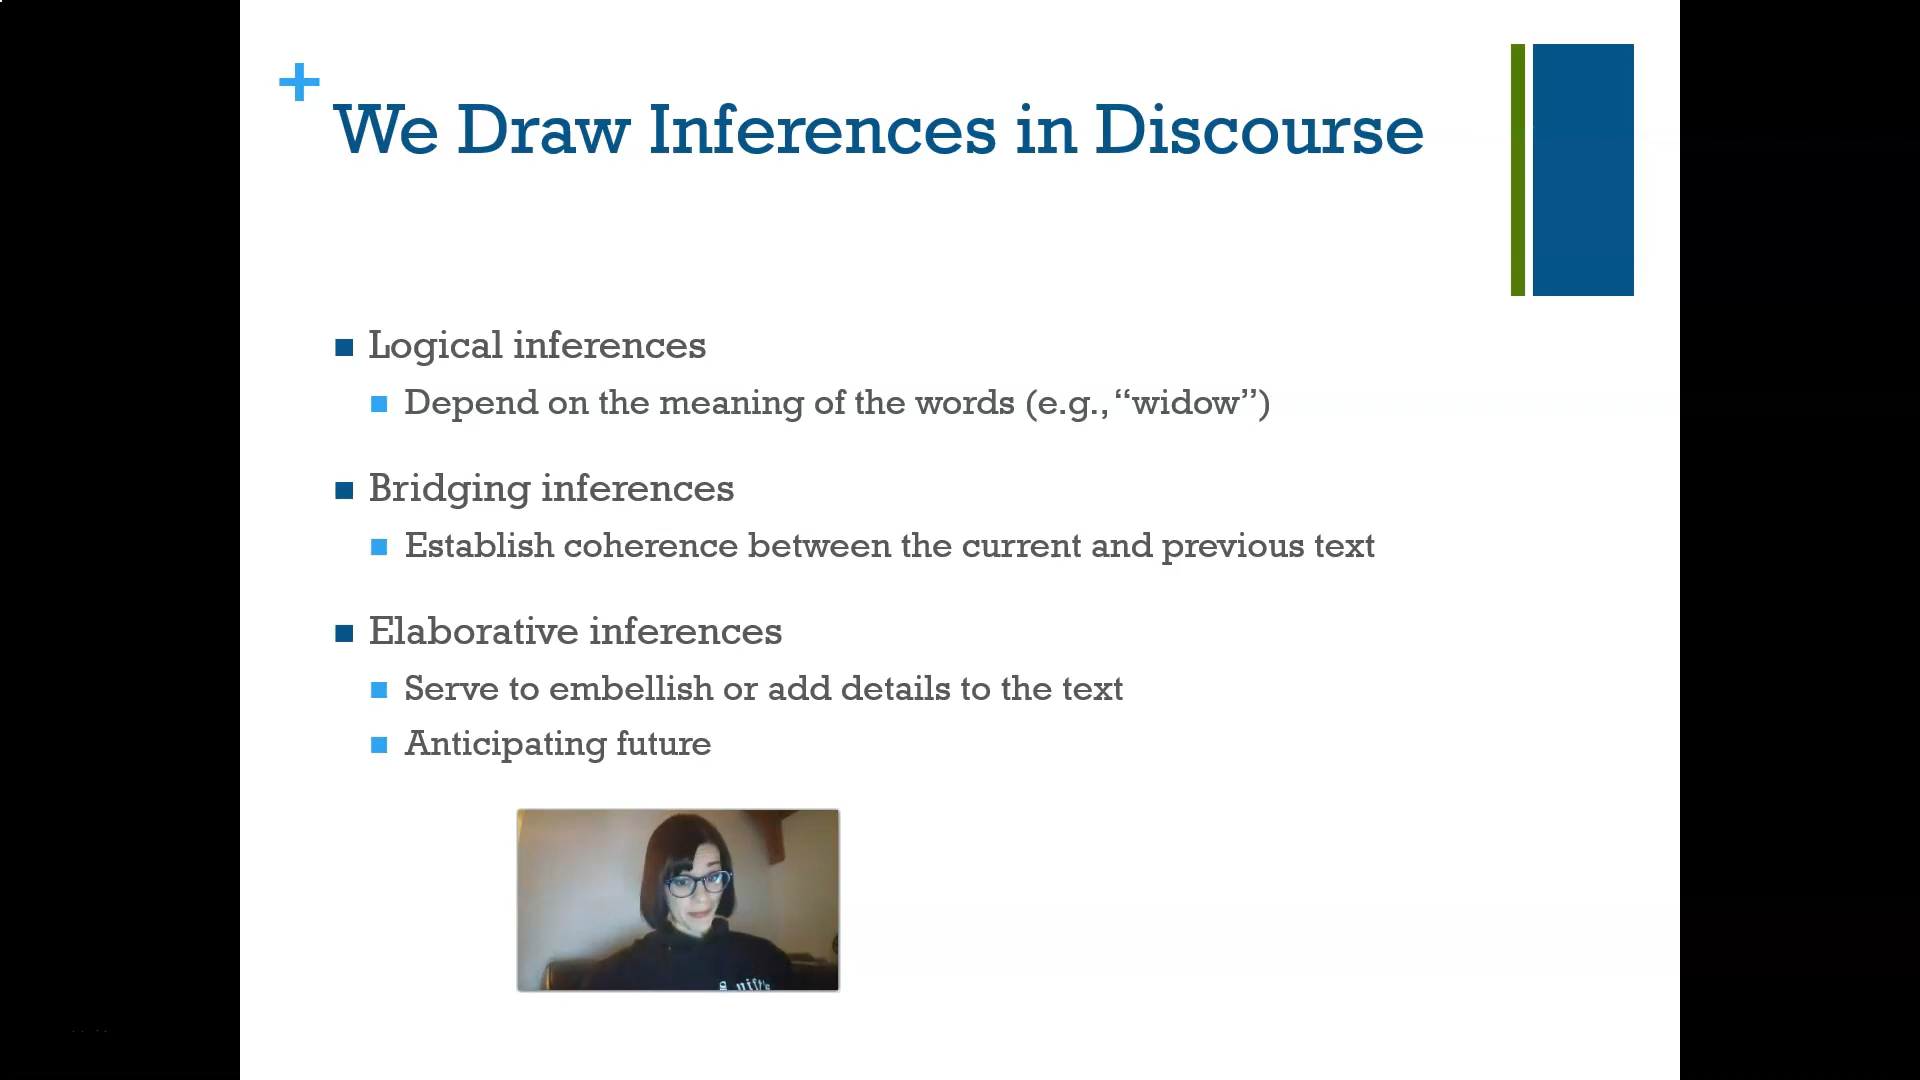 +
We Draw Inferences in Discourse
Logical inferences
Depend on the meaning of the words (e.g., “widow”)
Bridging inferences
Establish coherence between the current and previous text
Elaborative inferences
Serve to embellish or add details to the text
Anticipating future